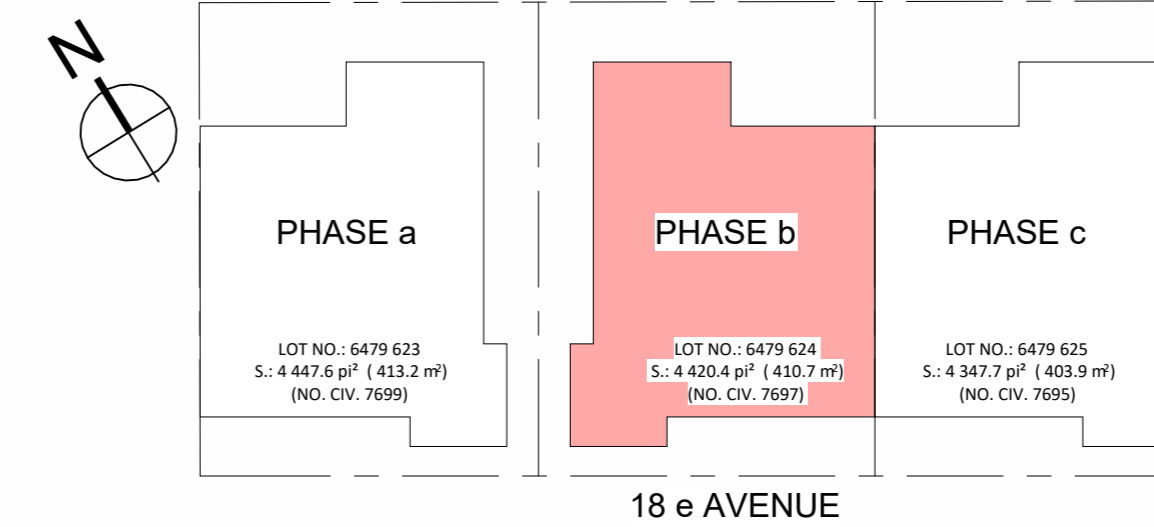 N
PHASE a
LOT NO.: 6479 623
S.: 4 447.6 pi² ( 413.2 m²)
(NO. CIV. 7699)
PHASE b
LOT NO.: 6479 624
S.: 4 420.4 pi² ( 410.7 m²)
(NO. CIV. 7697)
PHASE c
LOT NO.: 6479 625
S.: 4 347.7 pi² ( 403.9 m²)
(NO. CIV. 7695)
18 e AVENUE